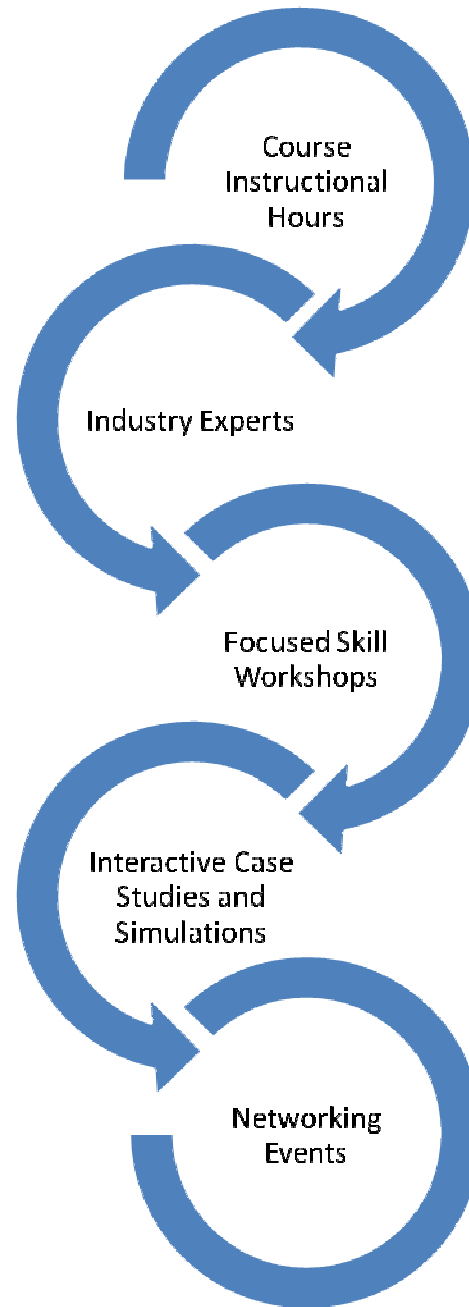 Course
Instructional
Hours
Industry Experts
Focused Skill
Workshops
Interactive Case
Studies and
Simulations
Networking
Events